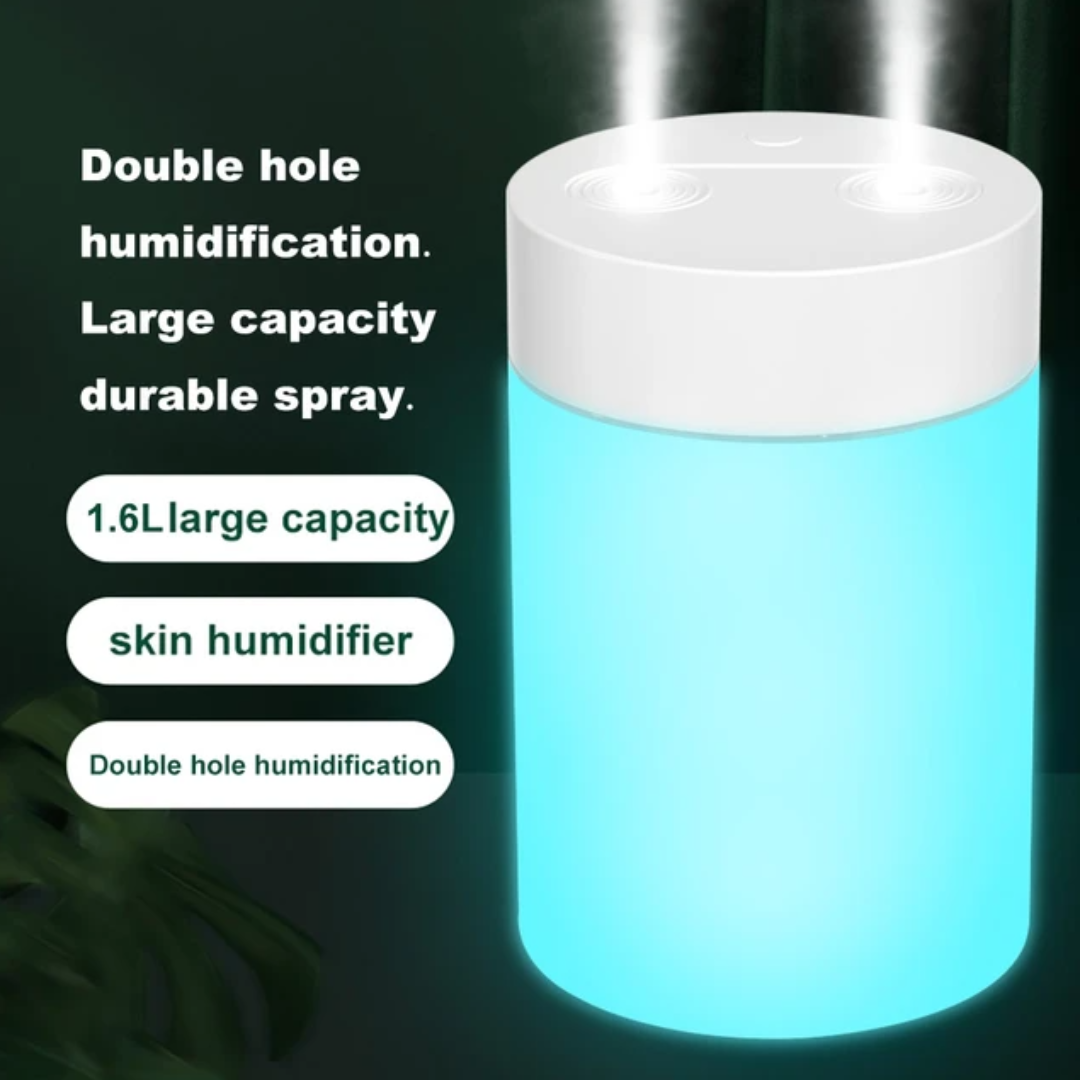 Double hole
humidification.
Large capacity
durable spray.
1.6Llarge capacity
skin humidifier
Double hole humidification